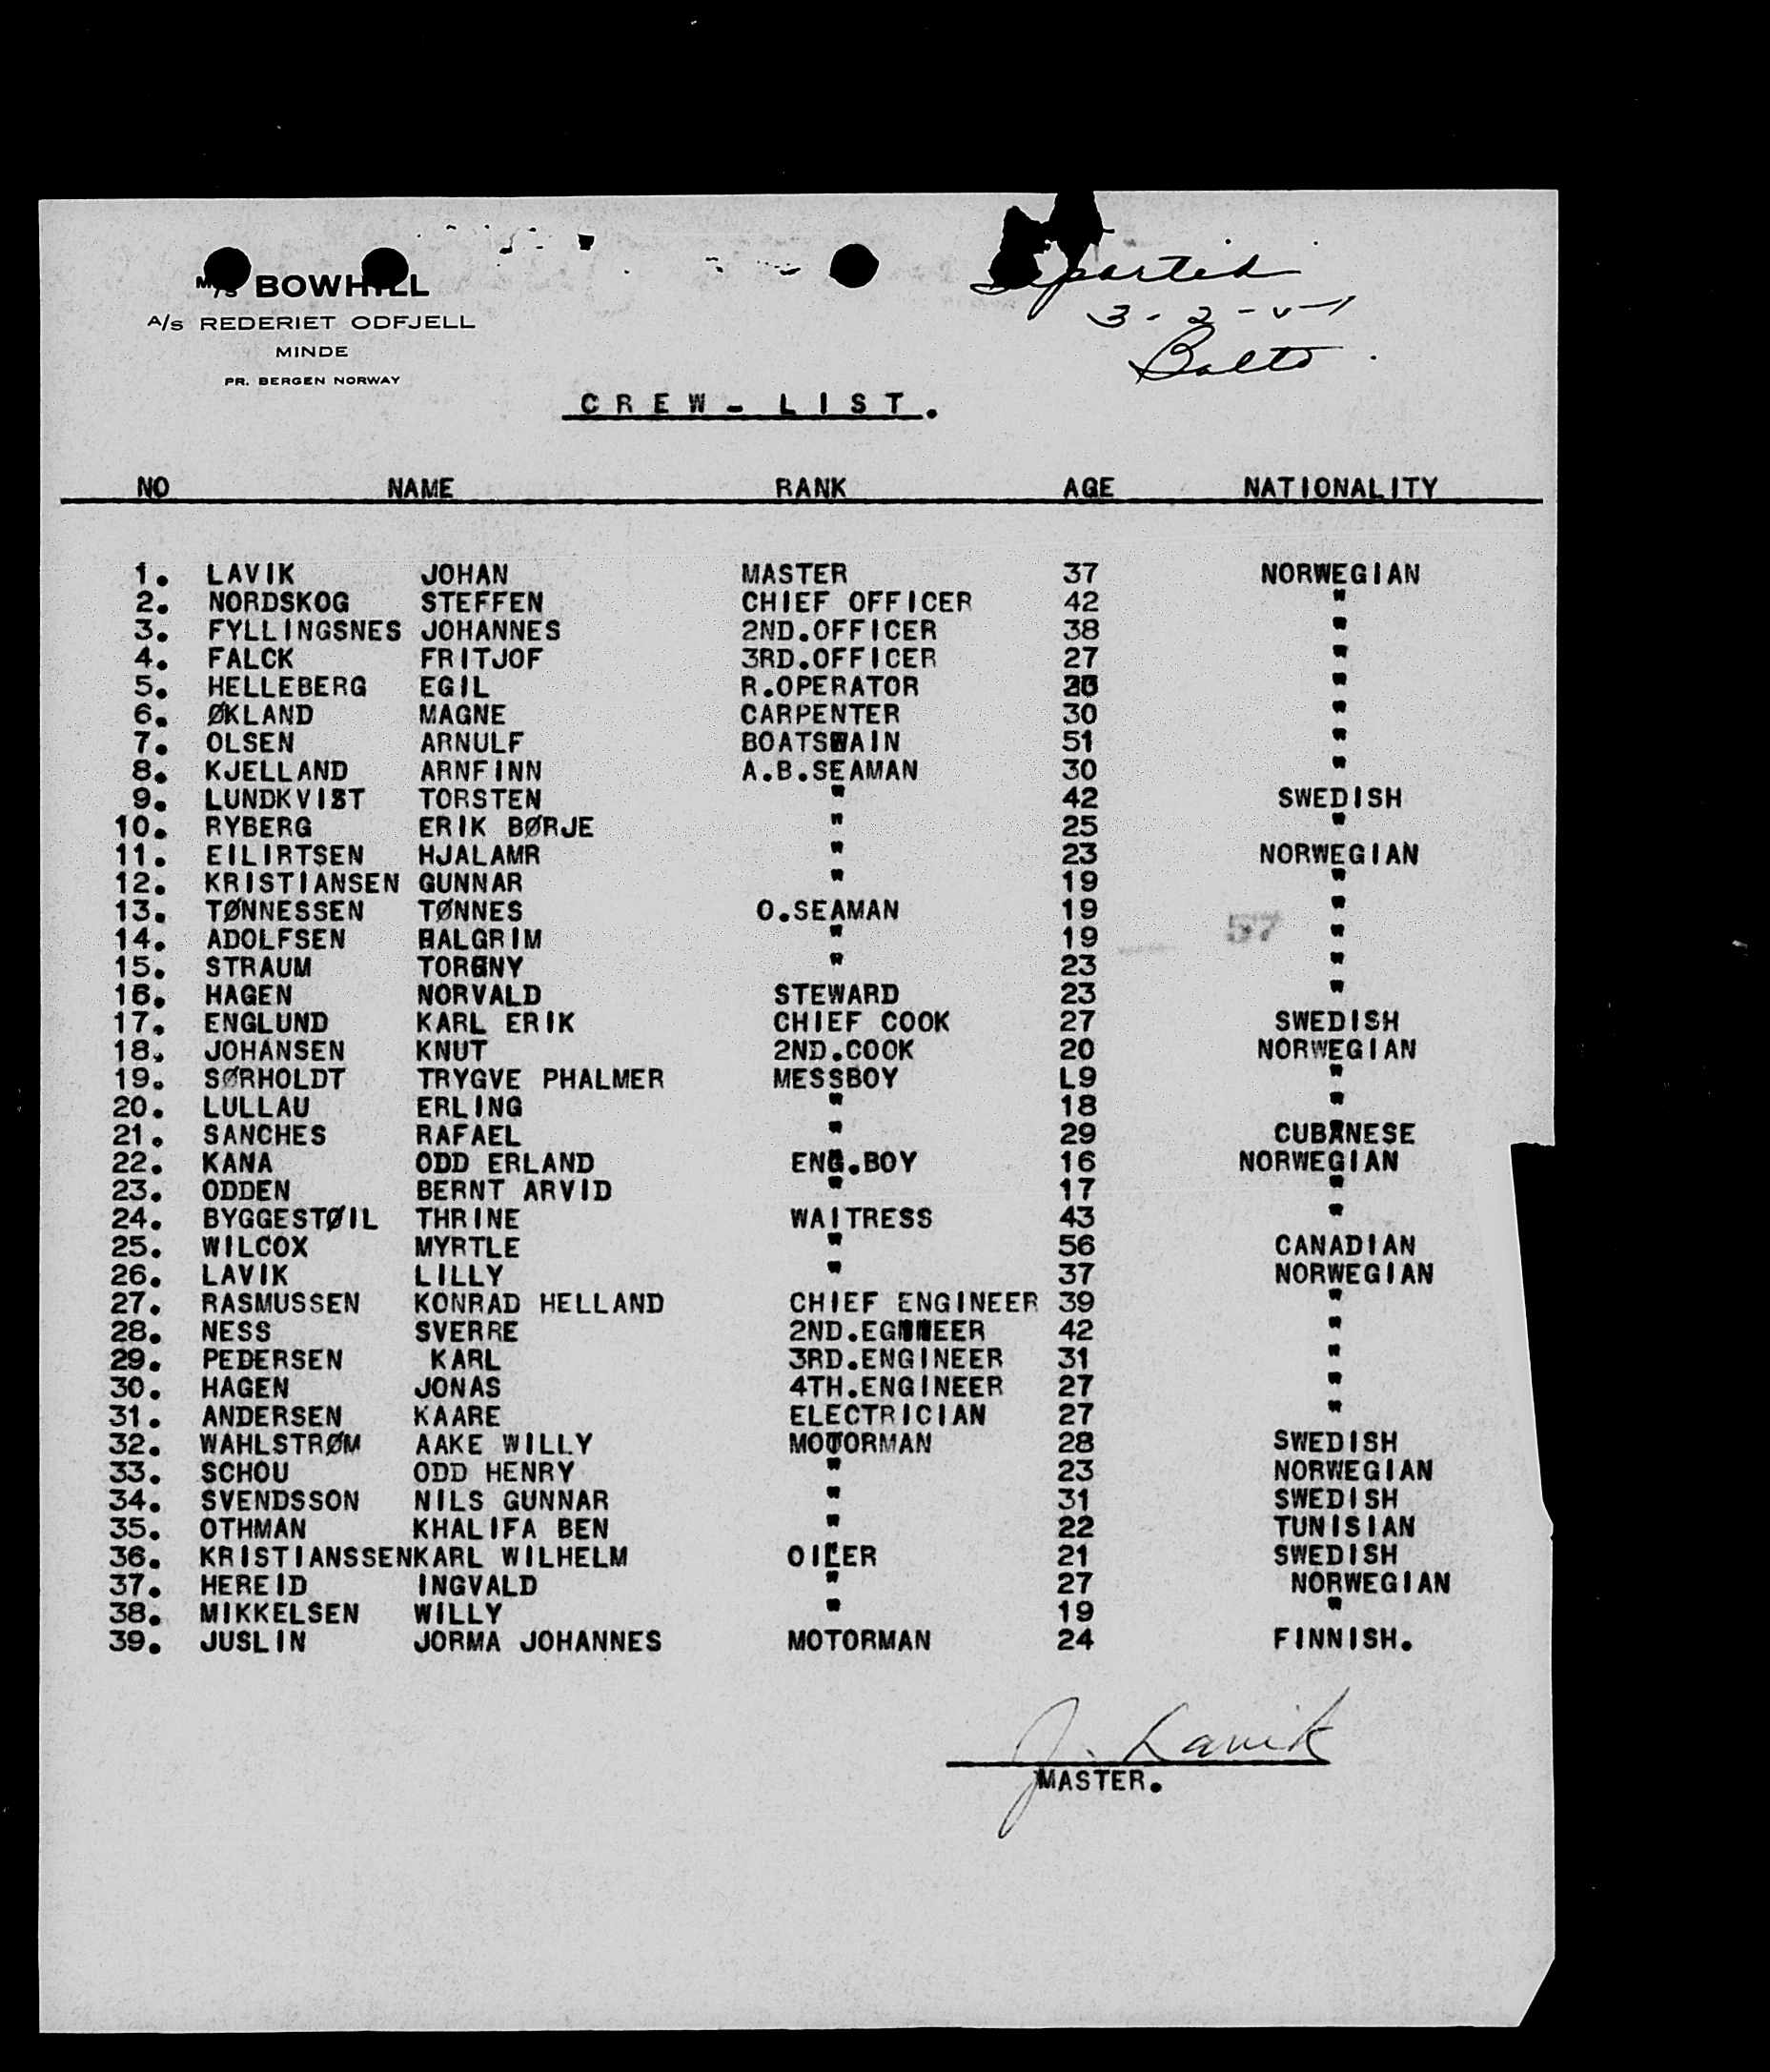 M/S BOWHILL
A/S REDERIET ODFJELL
MINDE
PR. BERGEN NORWAY
Departed
3-2-51
Balto.
CREW-LIST.
NO NAME RANK AGE NATIONALITY
1. LAVIK JOHAN MASTER 37 NORWEGIAN
2. NORDSKOG STEFFEN CHIEF OFFICER 42 "
3. FYLLINGSNES JOHANNES 2ND.OFFICER 38 "
4. FALCK FRITJOF 3RD.OFFICER 27 "
5. HELLEBERG EGIL R.OPERATOR "
6. ØKLAND MAGNE CARPENTER 30 "
7. OLSEN ARNULF BOATSWAIN 51 "
8. KJELLAND ARNFINN A.B.SEAMAN 30 "
9. LUNDKVIST TORSTEN " 42 SWEDISH
10. RYBERG ERIK BØRJE " 25 "
11. EILIRTSEN HJALAMR " 23 NORWEGIAN
12. KRISTIANSEN GUNNAR " 19 "
13. TØNNESSEN TØNNES O.SEAMAN 19 "
14. ADOLFSEN HALGRIM " 19 57 "
15. STRAUM TORGNY " 23 "
16. HAGEN NORVALD STEWARD 23 "
17. ENGLUND KARL ERIK CHIEF COOK 27 SWEDISH
18. JOHANSEN KNUT 2ND.COOK 20 NORWEGIAN
19. SØRHOLDT TRYGVE PHALMER MESSBOY L9 "
20. LULLAU ERLING " 18 "
21. SANCHES RAFAEL " 29 CUBANESE
22. KANA ODD ERLAND ENG.BOY 16 NORWEGIAN
23. ODDEN BERNT ARVID " 17 "
24. BYGGESTØIL THRINE WAITRESS 43 "
25. WILCOX MYRTLE " 56 CANADIAN
26. LAVIK LILLY " 37 NORWEGIAN
27. RASMUSSEN KONRAD HELLAND CHIEF ENGINEER 39 "
28. NESS SVERRE 2ND.EGNNEER 42 "
29. PEDERSEN KARL 3RD.ENGINEER 31 "
30. HAGEN JONAS 4TH.ENGINEER 27 "
31. ANDERSEN KAARE ELECTRICIAN 27 "
32. WAHLSTRØM AAKE WILLY MOTORMAN 28 SWEDISH
33. SCHOU ODD HENRY " 23 NORWEGIAN
34. SVENDSSON NILS GUNNAR " 31 SWEDISH
35. OTHMAN KHALIFA BEN " 22 TUNISIAN
36. KRISTIANSSENKARL WILHELM OILER 21 SWEDISH
37. HEREID INGVALD " 27 NORWEGIAN
38. MIKKELSEN WILLY " 19 "
39. JUSLIN JORMA JOHANNES MOTORMAN 24 FINNISH.
J. Lavik
MASTER.